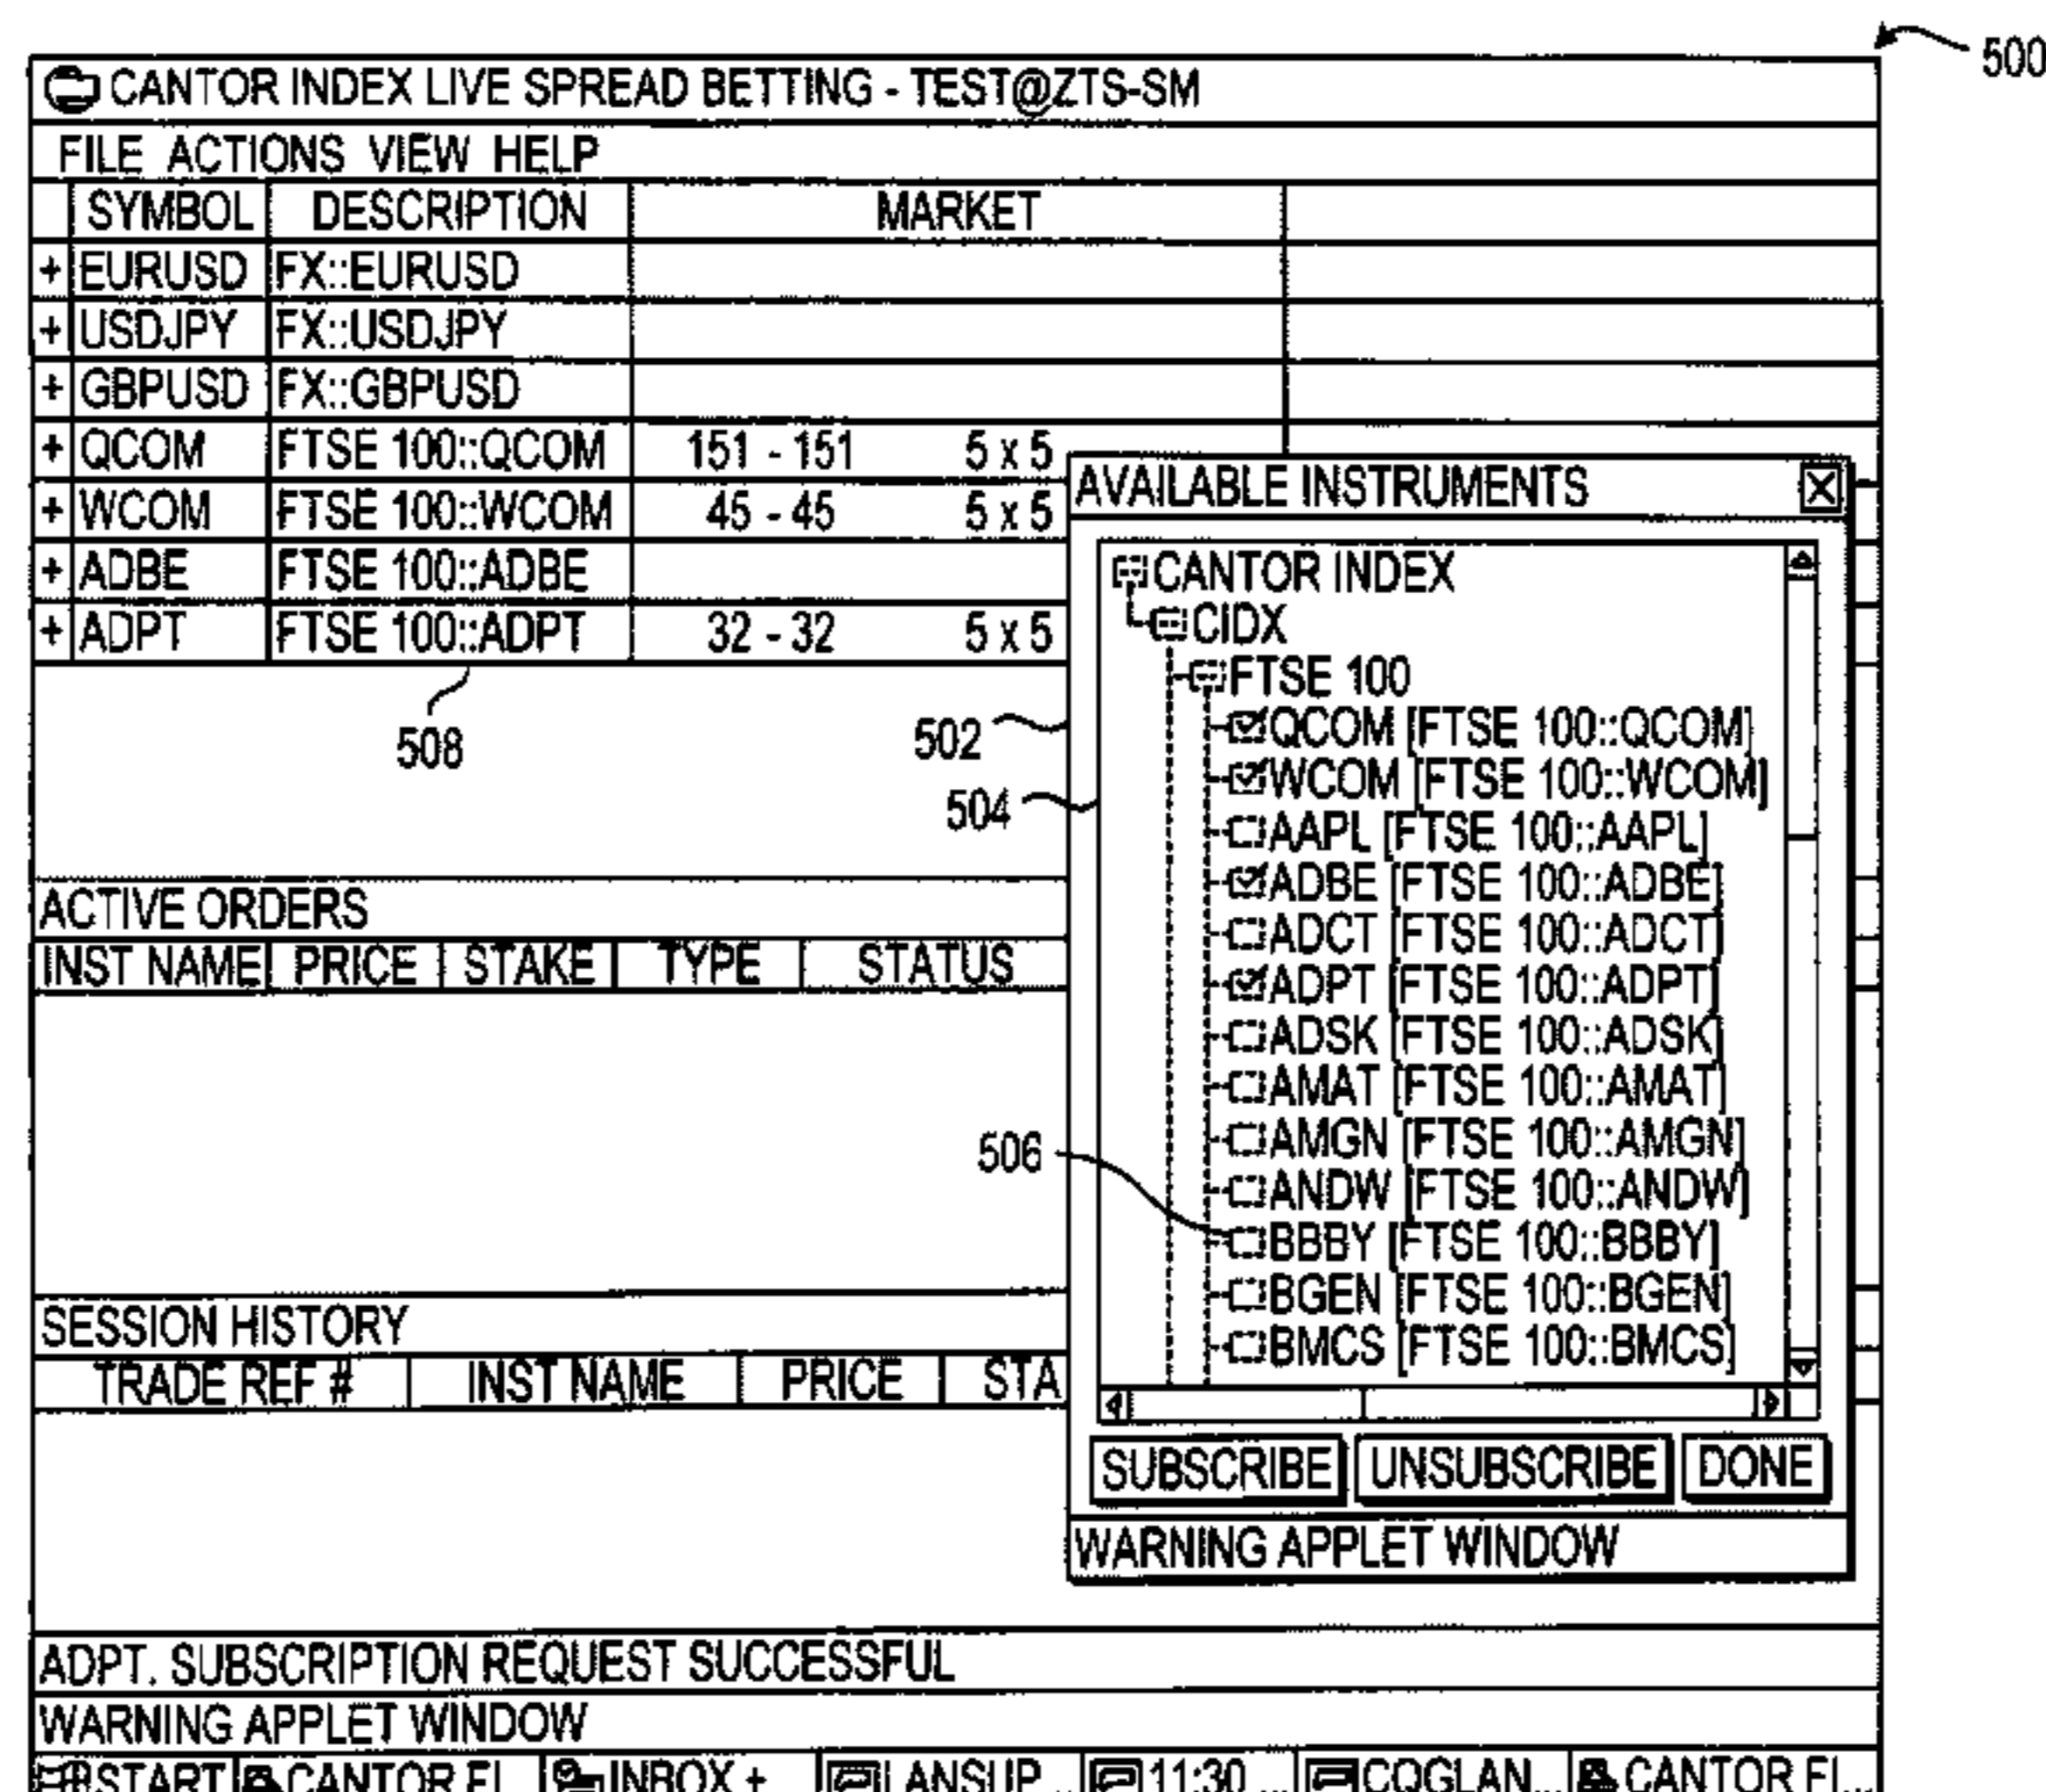 500
CANTOR INDEX LIVE SPREAD BETTING - TEST@ZTS-SM
FILE ACTIONS VIEW HELP
SYMBOL DESCRIPTION MARKET
+ EURUSD FX::EURUSD
+ USDJPY FX::USDJPY
+ GBPUSD FX::GBPUSD
+ QCOM FTSE 100::QCOM 151 - 151 5 x 5
+ WCOM FTSE 100::WCOM 45 - 45 5 x 5
+ ADBE FTSE 100::ADBE
+ ADPT FTSE 100::ADPT 32 - 32 5 x 5
508
502
504
506
AVAILABLE INSTRUMENTS
CANTOR INDEX
CIDX
FTSE 100
QCOM [FTSE 100::QCOM]
WCOM [FTSE 100::WCOM]
AAPL [FTSE 100::AAPL]
ADBE [FTSE 100::ADBE]
ADCT [FTSE 100::ADCT]
ADPT [FTSE 100::ADPT]
ADSK [FTSE 100::ADSK]
AMAT [FTSE 100::AMAT]
AMGN [FTSE 100::AMGN]
ANDW [FTSE 100::ANDW]
BBBY [FTSE 100::BBBY]
BGEN [FTSE 100::BGEN]
BMCS [FTSE 100::BMCS]
SUBSCRIBE UNSUBSCRIBE DONE
WARNING APPLET WINDOW
ACTIVE ORDERS
INST NAME PRICE STAKE TYPE STATUS
SESSION HISTORY
TRADE REF # INST NAME PRICE STA
ADPT. SUBSCRIPTION REQUEST SUCCESSFUL
WARNING APPLET WINDOW
START CANTOR FI... INBOX + LANSUP... 11:30 ... CQGLAN... CANTOR FI...